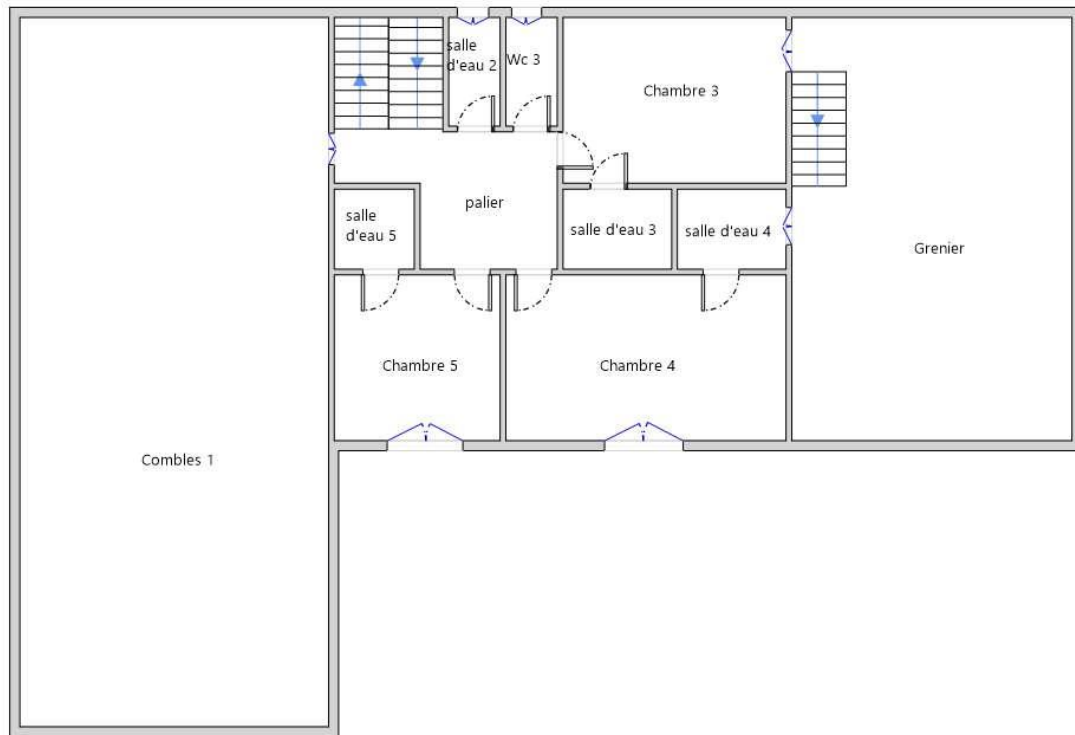 salle
d'eau 2
Wc 3
Chambre 3
salle
d'eau 5
palier
salle d'eau 3
salle d'eau 4
Grenier
Chambre 5
Chambre 4
Combles 1